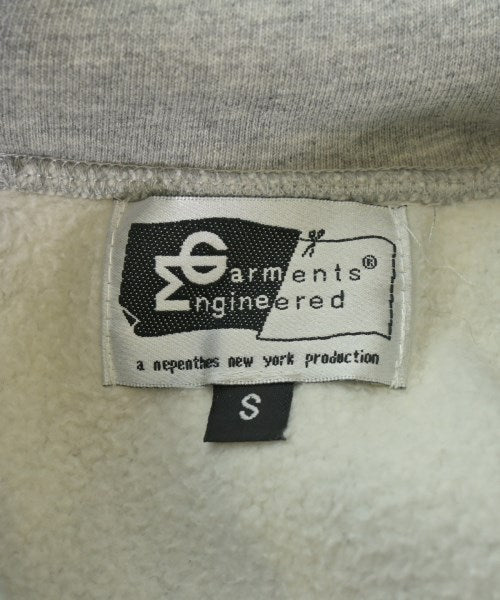 Garments®
Engineered
a nepenthes new york production
S